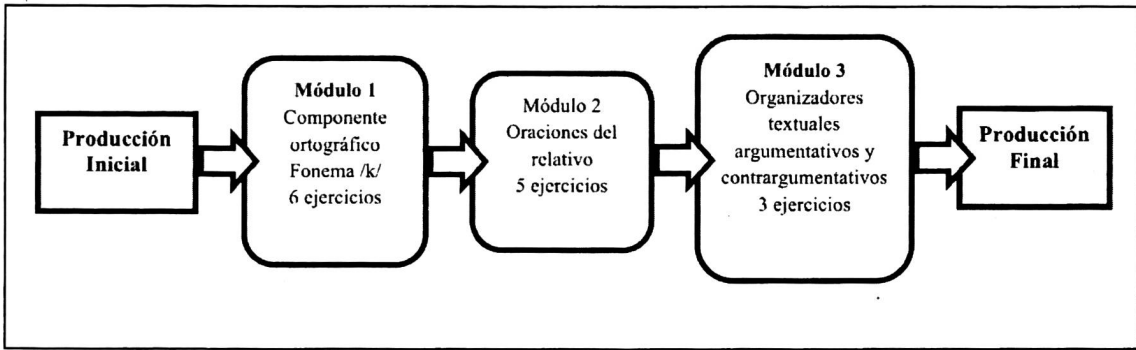 Producción
Inicial
Módulo 1
Componente
ortográfico
Fonema /k/
6 ejercicios
Módulo 2
Oraciones del
relativo
5 ejercicios
Módulo 3
Organizadores
textuales
argumentativos y
contrargumentativos
3 ejercicios
Producción
Final